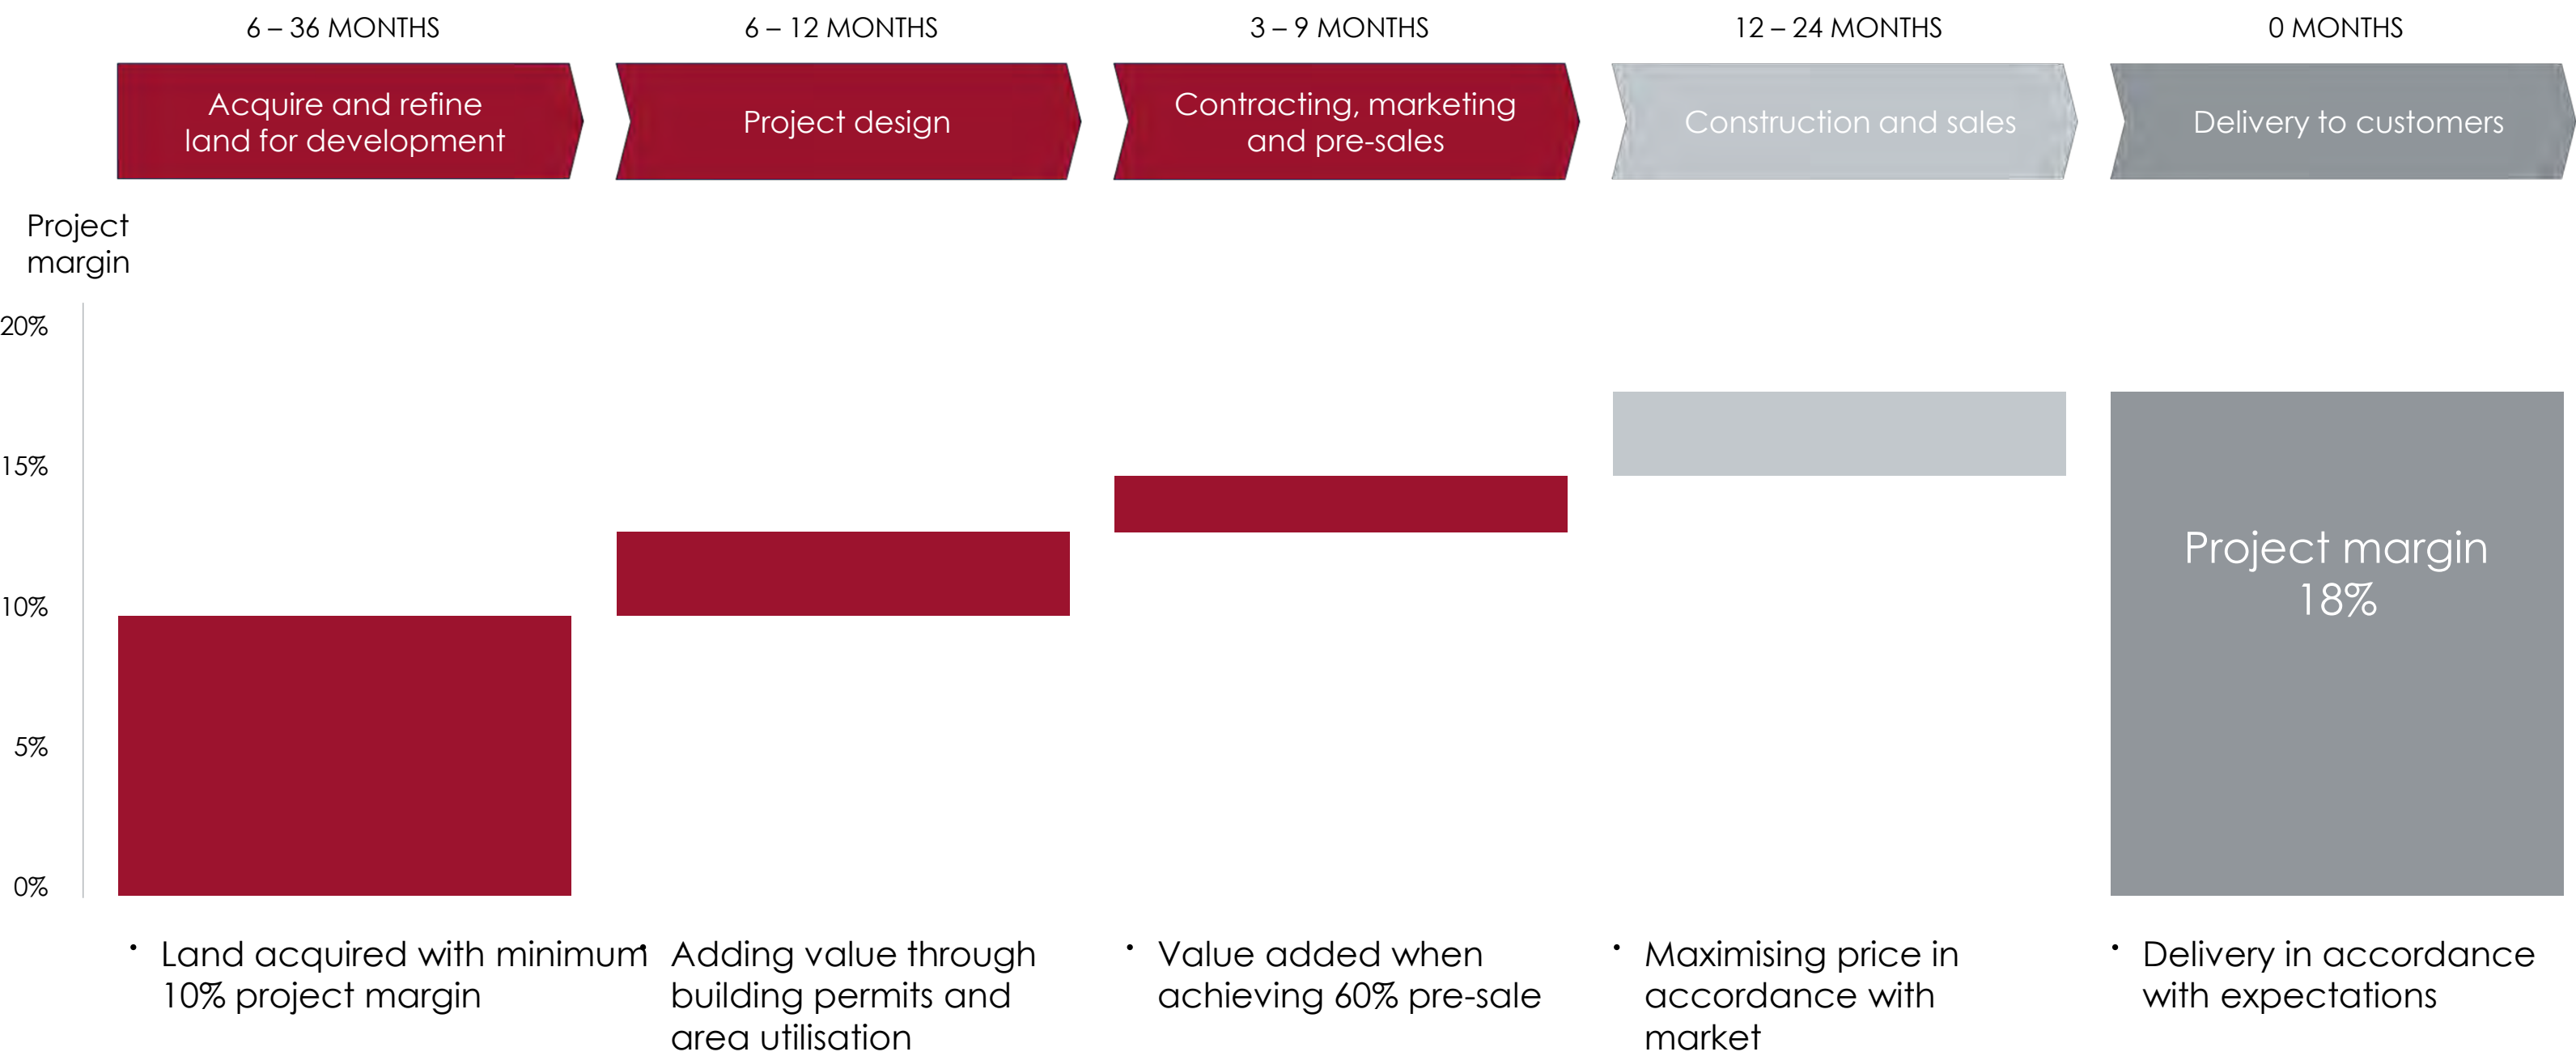 6 – 36 MONTHS
6 – 12 MONTHS
3 – 9 MONTHS
12 – 24 MONTHS
0 MONTHS
Acquire and refine
land for development
Project design
Contracting, marketing
and pre-sales
Construction and sales
Delivery to customers
Project
margin
20%
15%
10%
5%
0%
Project margin
18%
• Land acquired with minimum
10% project margin
• Adding value through
building permits and
area utilisation
• Value added when
achieving 60% pre-sale
• Maximising price in
accordance with
market
• Delivery in accordance
with expectations